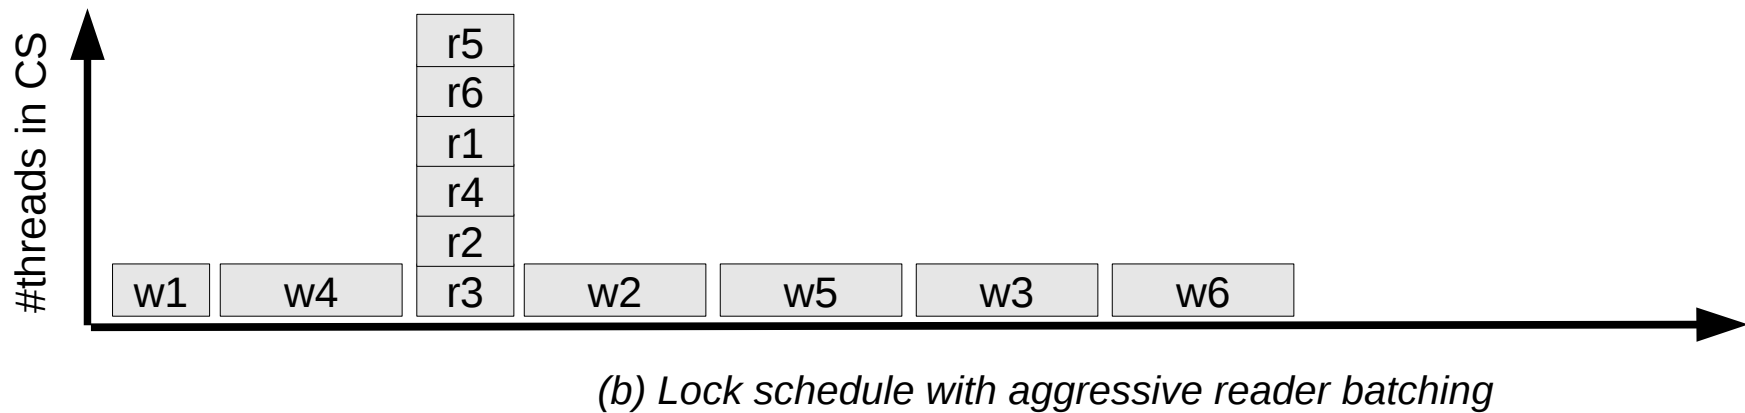 #threads in CS
r5
r6
r1
r4
r2
w1 w4 r3 w2 w5 w3 w6
(b) Lock schedule with aggressive reader batching